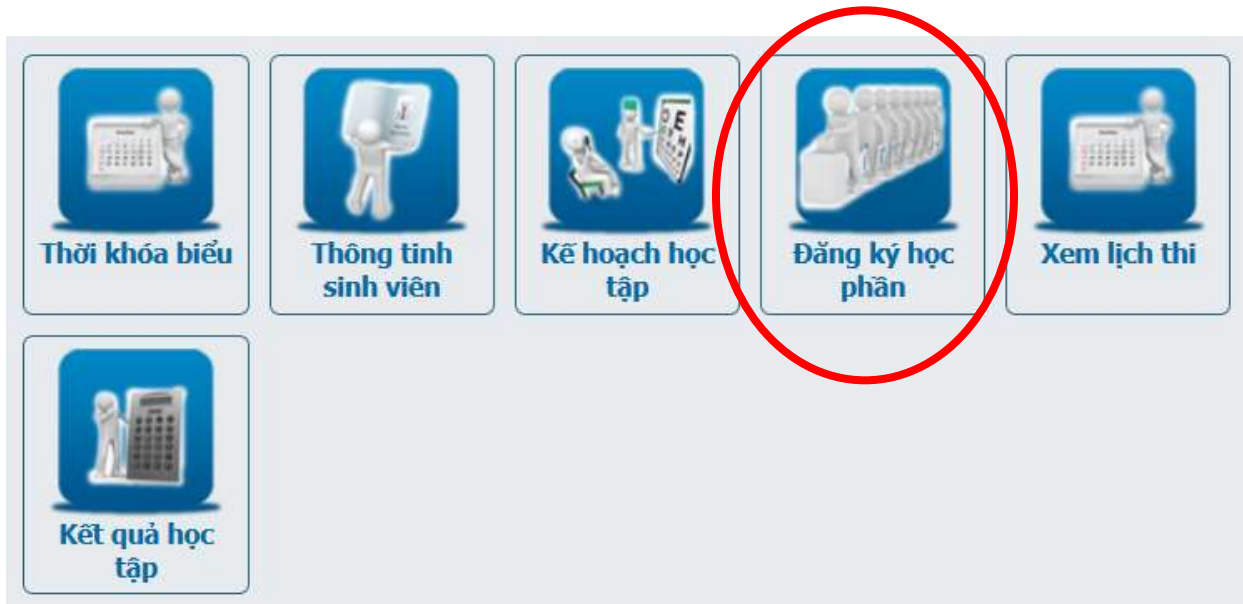 Thời khóa biểu
Thông tinh
sinh viên
Kế hoạch học
tập
Đăng ký học
phần
Xem lịch thi
Kết quả học
tập